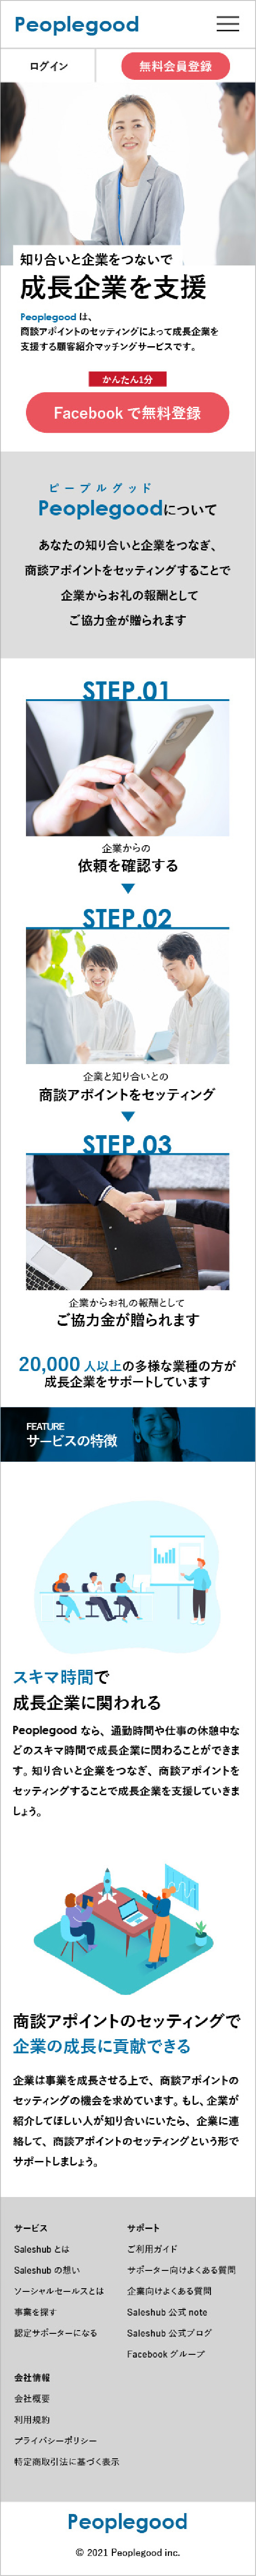 Peoplegood
ログイン
無料会員登録
知り合いと企業をつないで
成長企業を支援
Peoplegood は、
商談アポイントのセッティングによって成長企業を
支援する顧客紹介マッチングサービスです。
かんたん1分
Facebook で無料登録
ピープルグッド
Peoplegoodについて
あなたの知り合いと企業をつなぎ、
商談アポイントをセッティングすることで
企業からお礼の報酬として
ご協力金が贈られます
STEP.01
企業からの
依頼を確認する
STEP.02
企業と知り合いとの
商談アポイントをセッティング
STEP.03
企業からお礼の報酬として
ご協力金が贈られます
20,000 人以上の多様な業種の方が
成長企業をサポートしています
FEATURE
サービスの特徴
スキマ時間で
成長企業に関われる
Peoplegood なら、通勤時間や仕事の休憩中な
どのスキマ時間で成長企業に関わることができま
す。知り合いと企業をつなぎ、商談アポイントを
セッティングすることで成長企業を支援していきま
しょう。
商談アポイントのセッティングで
企業の成長に貢献できる
企業は事業を成長させる上で、商談アポイントの
セッティングの機会を求めています。もし、企業が
紹介してほしい人が知り合いにいたら、企業に連
絡して、商談アポイントのセッティングという形で
サポートしましょう。
サービス
Saleshub とは
Saleshub の想い
ソーシャルセールスとは
事業を探す
認定サポーターになる
サポート
ご利用ガイド
サポーター向けよくある質問
企業向けよくある質問
Saleshub 公式 note
Saleshub 公式ブログ
Facebook グループ
会社情報
会社概要
利用規約
プライバシーポリシー
特定商取引法に基づく表示
Peoplegood
© 2021 Peoplegood inc.